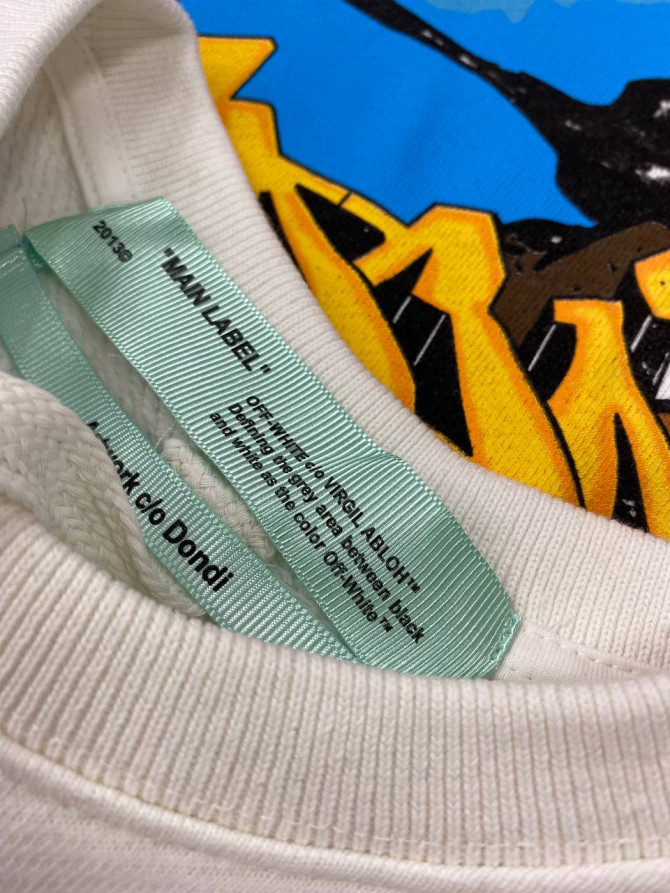 2013©
"MAIN LABEL"
OFF-WHITE c/o VIRGIL ABLOH™
Defining the grey area between black
and white as the color Off-White™
c/o Dondi